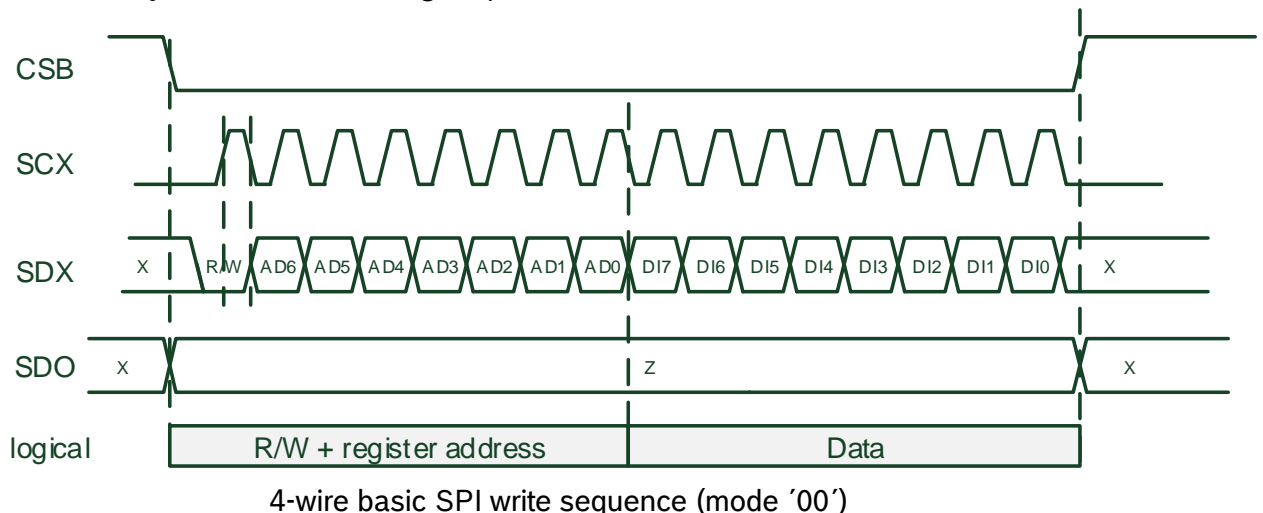 CSB
SCX
SDX X R/W AD6 AD5 AD4 AD3 AD2 AD1 AD0 DI7 DI6 DI5 DI4 DI3 DI2 DI1 DI0 X
SDO X Z X
logical R/W + register address Data
4-wire basic SPI write sequence (mode ´00´)